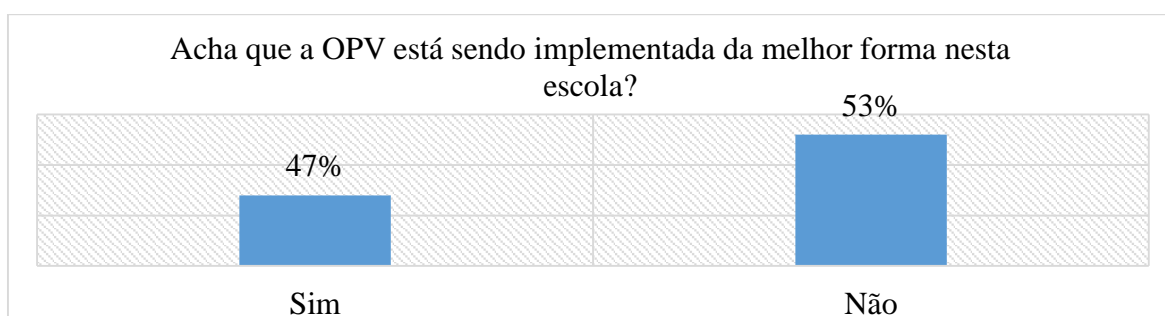 Acha que a OPV está sendo implementada da melhor forma nesta
escola?
53%
47%
Sim
Não